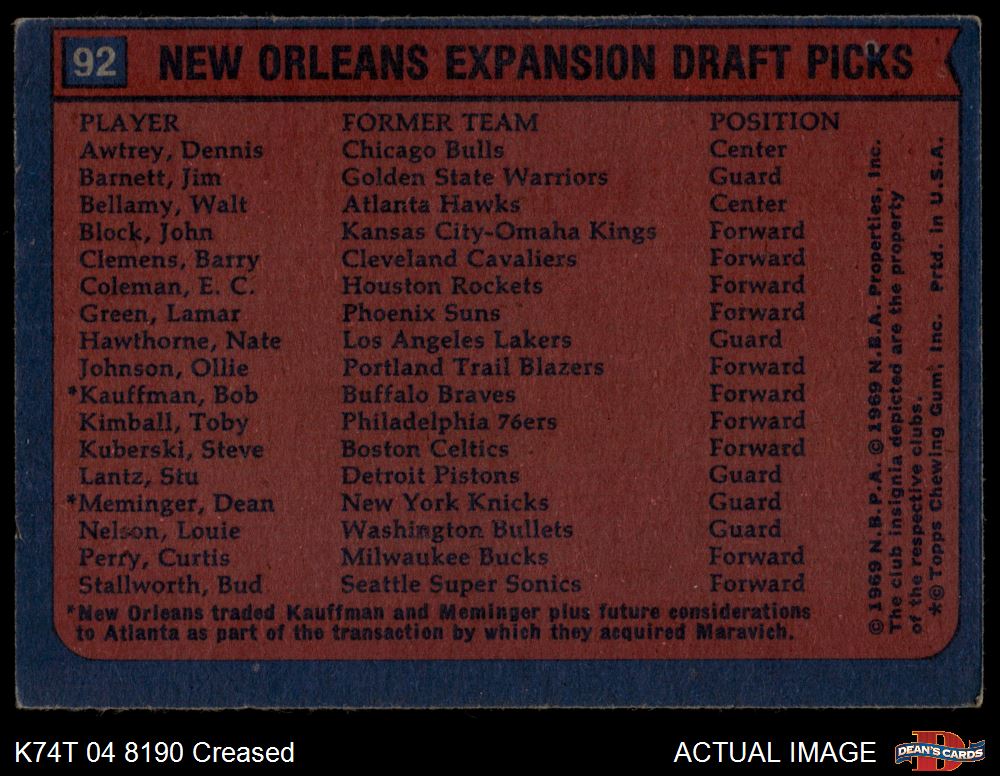 92 NEW ORLEANS EXPANSION DRAFT PICKS
PLAYER FORMER TEAM POSITION
Awtrey, Dennis Chicago Bulls Center
Barnett, Jim Golden State Warriors Guard
Bellamy, Walt Atlanta Hawks Center
Block, John Kansas City-Omaha Kings Forward
Clemens, Barry Cleveland Cavaliers Forward
Coleman, E. C. Houston Rockets Forward
Green, Lamar Phoenix Suns Forward
Hawthorne, Nate Los Angeles Lakers Guard
Johnson, Ollie Portland Trail Blazers Forward
*Kauffman, Bob Buffalo Braves Forward
Kimball, Toby Philadelphia 76ers Forward
Kuberski, Steve Boston Celtics Forward
Lantz, Stu Detroit Pistons Guard
*Meminger, Dean New York Knicks Guard
Nelson, Louie Washington Bullets Guard
Perry, Curtis Milwaukee Bucks Forward
Stallworth, Bud Seattle Super Sonics Forward
*New Orleans traded Kauffman and Meminger plus future considerations
to Atlanta as part of the transaction by which they acquired Maravich.
© 1969 N.B.P.A. © 1969 N.B.A. Properties, Inc.
The club insignia depicted are the property
of the respective clubs.
*© Topps Chewing Gum, Inc. Prtd. in U.S.A.
K74T 04 8190 Creased ACTUAL IMAGE
D
DEAN'S CARDS